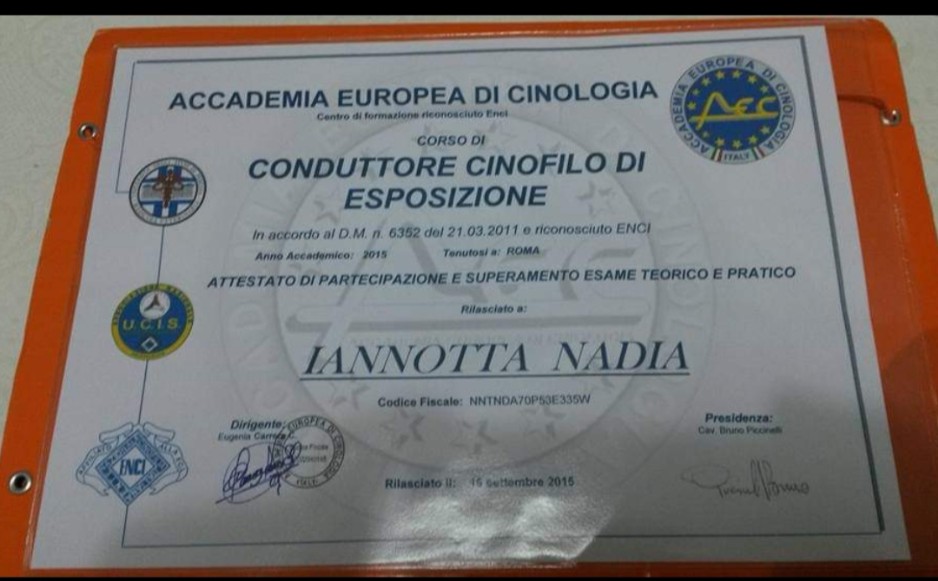 ACCADEMIA EUROPEA DI CINOLOGIA
Centro di formazione riconosciuto Enci
ACCADEMIA EUROPEA DI CINOLOGIA
AEC
ITALY
CORSO DI
CONDUTTORE CINOFILO DI
ESPOSIZIONE
In accordo al D.M. n. 6352 del 21.03.2011 e riconosciuto ENCI
Anno Accademico: 2015 Tenutosi a: ROMA
ATTESTATO DI PARTECIPAZIONE E SUPERAMENTO ESAME TEORICO E PRATICO
Rilasciato a:
U.C.I.S.
IANNOTTA NADIA
Codice Fiscale: NNTNDA70P53E335W
Dirigente:
Eugenia
Presidenza:
Cav. Bruno Piccinelli
ENCI
Rilasciato il: 15 settembre 2015